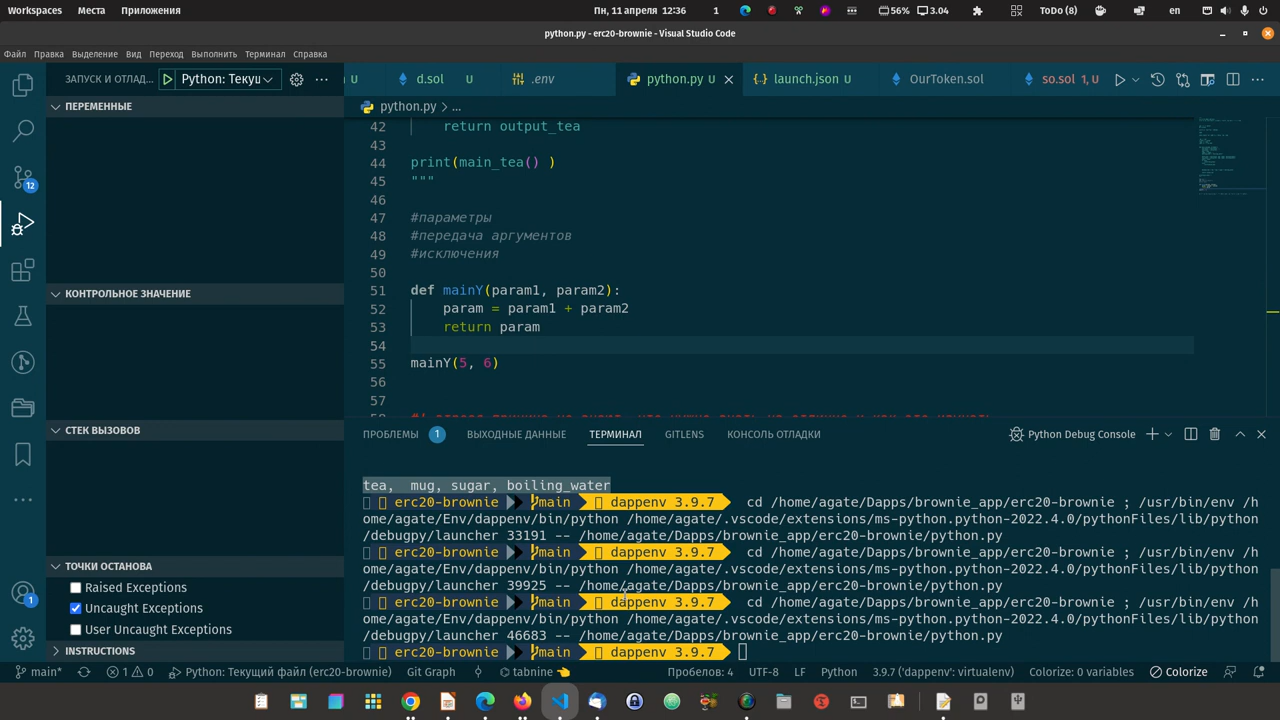 Workspaces Места Приложения Пн, 11 апреля 12:36 1 56% 3.04 ToDo (8) en
python.py - erc20-brownie - Visual Studio Code
Файл Правка Выделение Вид Переход Выполнить Терминал Справка
ЗАПУСК И ОТЛАД... Python: Текущ U d.sol U .env python.py U launch.json U OurToken.sol so.sol 1, U
ПЕРЕМЕННЫЕ
python.py > ...
42 return output_tea
43
44 print(main_tea() )
45 """
46
47 #параметры
48 #передача аргументов
49 #исключения
50
51 def mainY(param1, param2):
52 param = param1 + param2
53 return param
54
55 mainY(5, 6)
56
57
КОНТРОЛЬНОЕ ЗНАЧЕНИЕ
СТЕК ВЫЗОВОВ
ТОЧКИ ОСТАНОВА
Raised Exceptions
Uncaught Exceptions
User Uncaught Exceptions
INSTRUCTIONS
12
1
ПРОБЛЕМЫ 1 ВЫХОДНЫЕ ДАННЫЕ ТЕРМИНАЛ GITLENS КОНСОЛЬ ОТЛАДКИ Python Debug Console
tea, mug, sugar, boiling_water
erc20-brownie main dappenv 3.9.7 cd /home/agate/Dapps/brownie_app/erc20-brownie ; /usr/bin/env /h
ome/agate/Env/dappenv/bin/python /home/agate/.vscode/extensions/ms-python.python-2022.4.0/pythonFiles/lib/python
/debugpy/launcher 33191 -- /home/agate/Dapps/brownie_app/erc20-brownie/python.py
erc20-brownie main dappenv 3.9.7 cd /home/agate/Dapps/brownie_app/erc20-brownie ; /usr/bin/env /h
ome/agate/Env/dappenv/bin/python /home/agate/.vscode/extensions/ms-python.python-2022.4.0/pythonFiles/lib/python
/debugpy/launcher 39925 -- /home/agate/Dapps/brownie_app/erc20-brownie/python.py
erc20-brownie main dappenv 3.9.7 cd /home/agate/Dapps/brownie_app/erc20-brownie ; /usr/bin/env /h
ome/agate/Env/dappenv/bin/python /home/agate/.vscode/extensions/ms-python.python-2022.4.0/pythonFiles/lib/python
/debugpy/launcher 46683 -- /home/agate/Dapps/brownie_app/erc20-brownie/python.py
erc20-brownie main dappenv 3.9.7
main* 1 0 Python: Текущий файл (erc20-brownie) Git Graph tabnine Пробелов: 4 UTF-8 LF Python 3.9.7 ('dappenv': virtualenv) Colorize: 0 variables Colorize